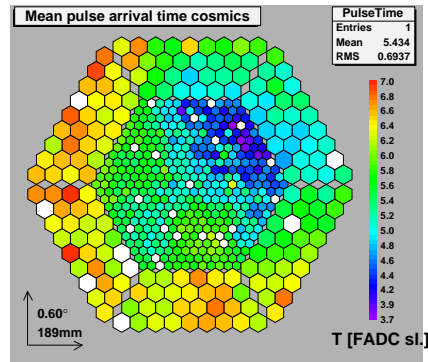 Mean pulse arrival time cosmics
PulseTime
Entries 1
Mean 5.434
RMS 0.6937
7.0
6.8
6.6
6.4
6.2
6.0
5.8
5.6
5.4
5.2
5.0
4.8
4.6
4.4
4.2
3.9
3.7
0.60°
189mm
T [FADC sl.]